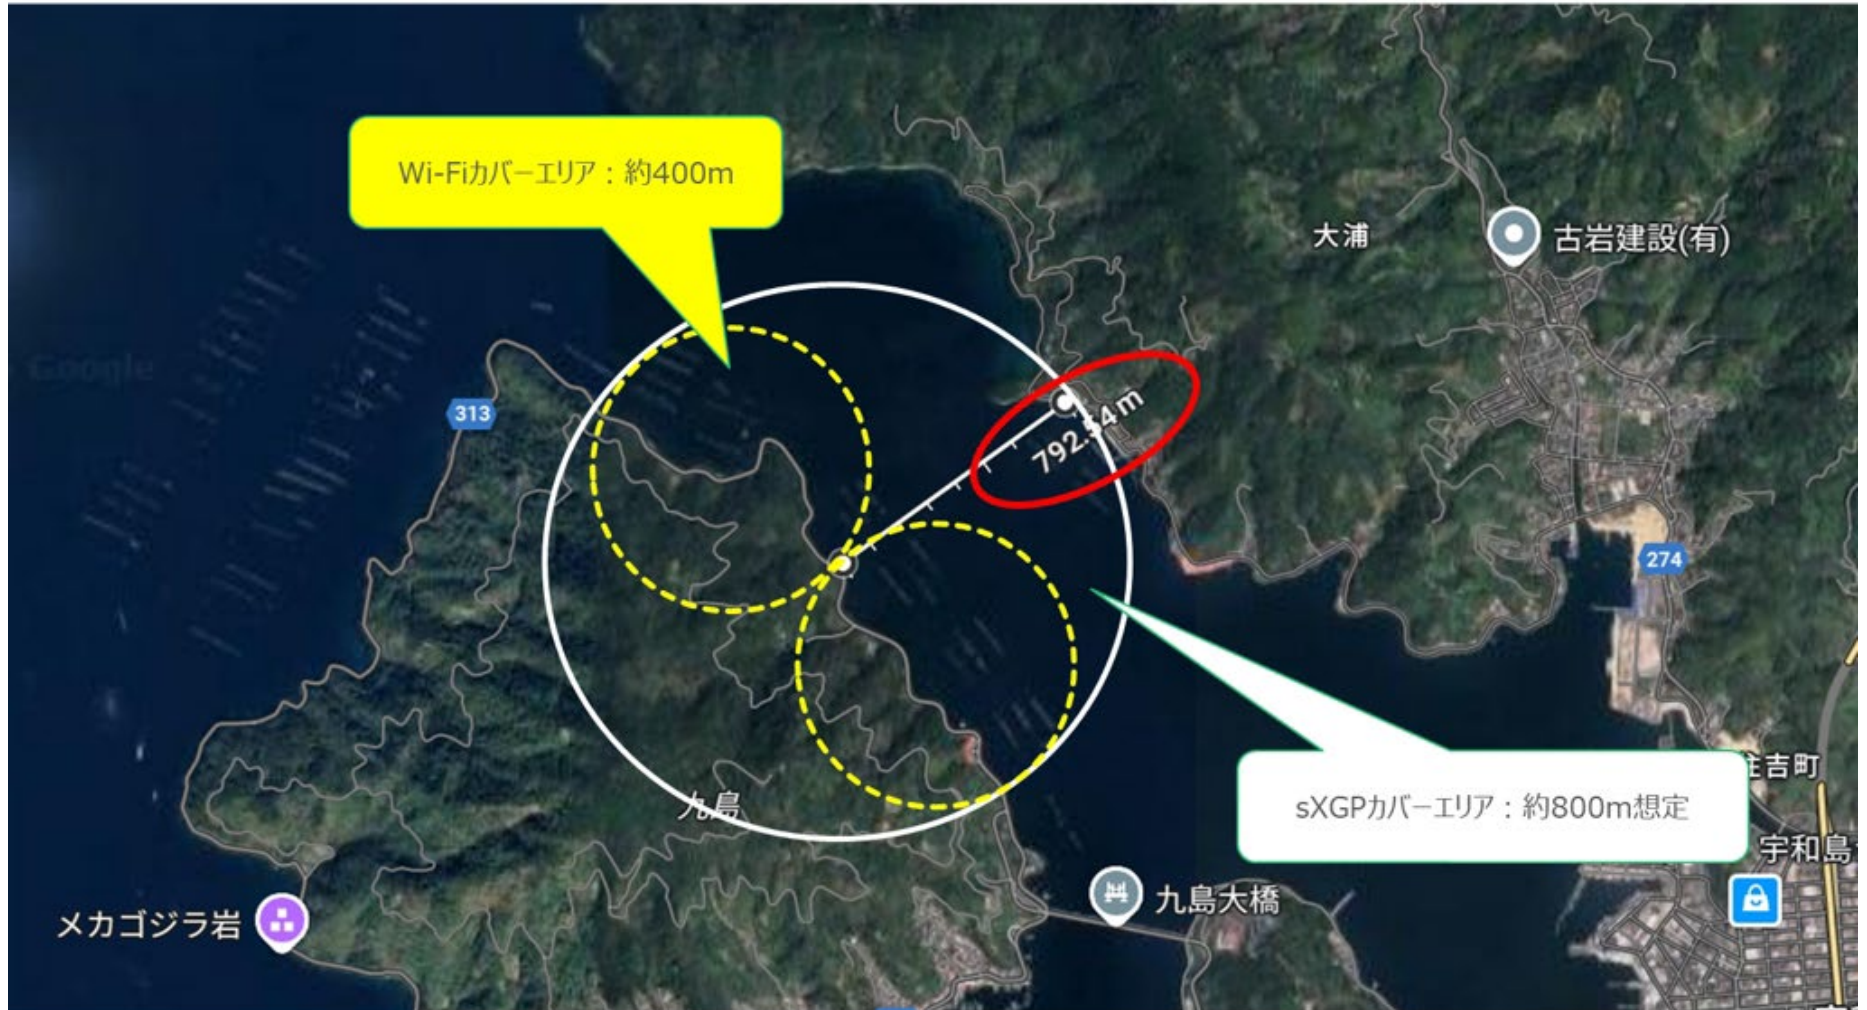 Wi-Fiカバーエリア：約400m
大浦
古岩建設(有)
Google
313
792.54m
274
sXGPカバーエリア：約800m想定
住吉町
九島
宇和島
九島大橋
メカゴジラ岩